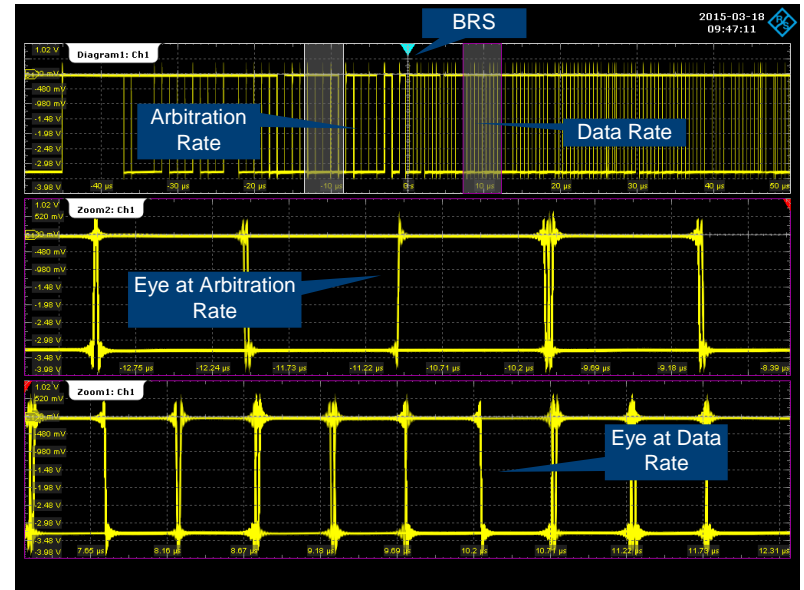 BRS
2015-03-18
09:47:11
1.02 V
Diagram1: Ch1
-480 mV
-980 mV
-1.48 V
-1.98 V
-2.48 V
-2.98 V
-3.98 V
Arbitration
Rate
Data Rate
-40 µs
-30 µs
-20 µs
-10 µs
0 s
10 µs
20 µs
30 µs
40 µs
50 µs
1.02 V
Zoom2: Ch1
520 mV
-480 mV
-980 mV
-1.48 V
-1.98 V
-2.48 V
-2.98 V
-3.48 V
-3.98 V
Eye at Arbitration
Rate
-12.75 µs
-12.24 µs
-11.73 µs
-11.22 µs
-10.71 µs
-10.2 µs
-9.69 µs
-9.18 µs
-8.39 µs
1.02 V
Zoom1: Ch1
520 mV
-480 mV
-980 mV
-1.48 V
-1.98 V
-2.48 V
-2.98 V
-3.48 V
-3.98 V
Eye at Data
Rate
7.65 µs
8.16 µs
8.67 µs
9.18 µs
9.69 µs
10.2 µs
10.71 µs
11.22 µs
11.73 µs
12.31 µs